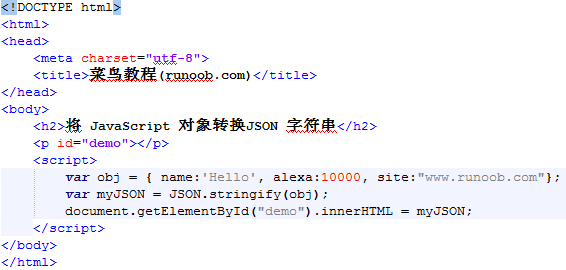 <!DOCTYPE html>
<html>
<head>
    <meta charset="utf-8">
    <title>菜鸟教程(runoob.com)</title>
</head>
<body>
    <h2>将 JavaScript 对象转换JSON 字符串</h2>
    <p id="demo"></p>
    <script>
        var obj = { name:'Hello', alexa:10000, site:"www.runoob.com"};
        var myJSON = JSON.stringify(obj);
        document.getElementById("demo").innerHTML = myJSON;
    </script>
</body>
</html>